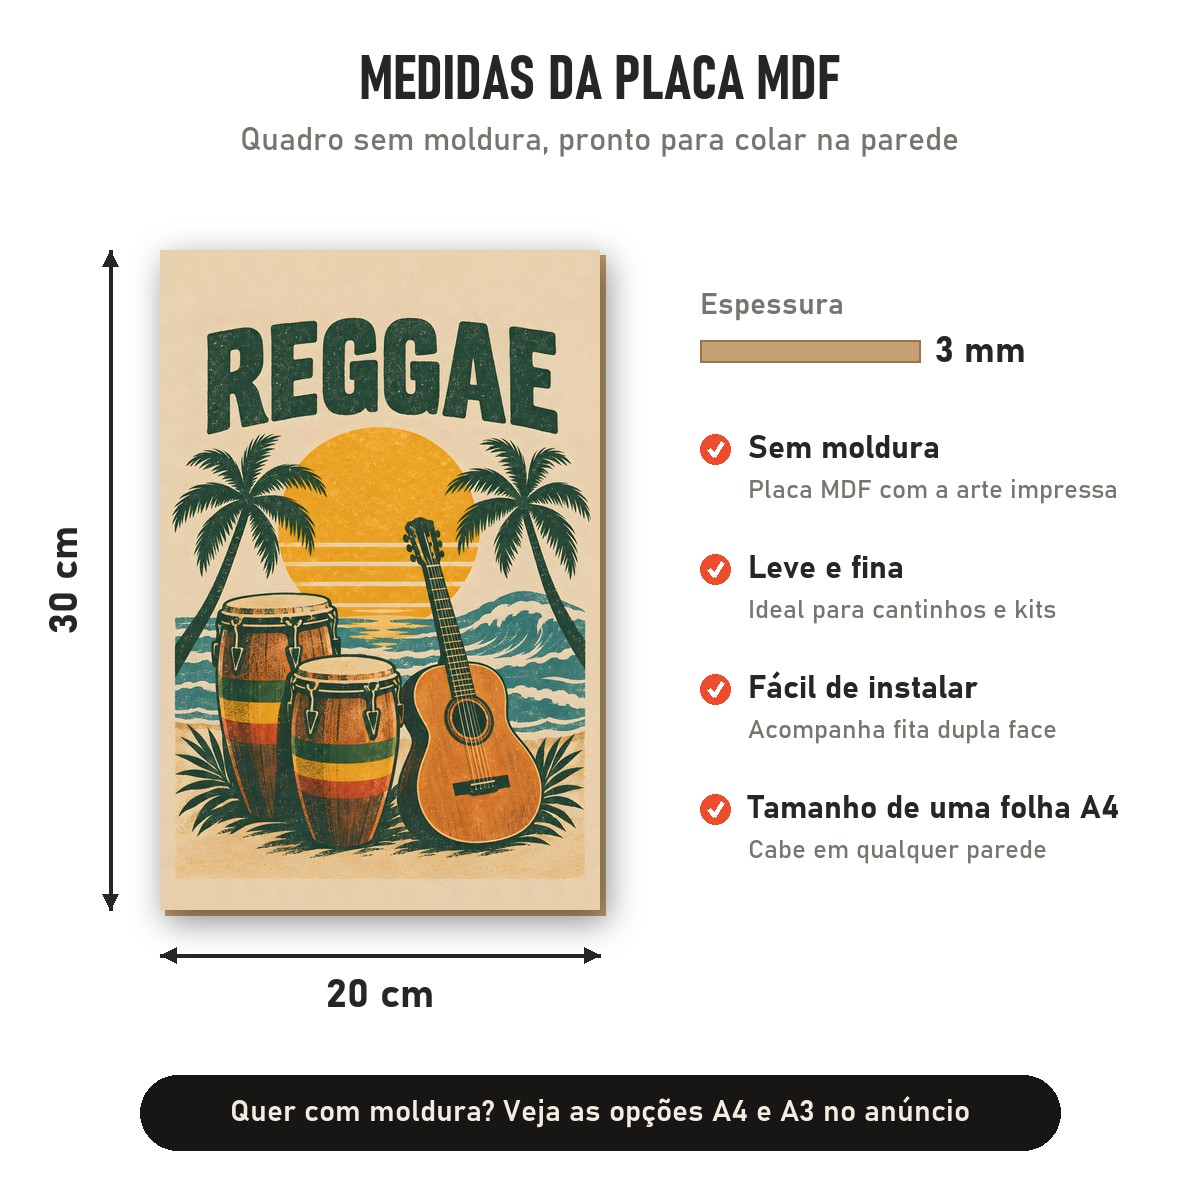 MEDIDAS DA PLACA MDF
Quadro sem moldura, pronto para colar na parede
30 cm
REGGAE
20 cm
Espessura
3 mm
Sem moldura
Placa MDF com a arte impressa
Leve e fina
Ideal para cantinhos e kits
Fácil de instalar
Acompanha fita dupla face
Tamanho de uma folha A4
Cabe em qualquer parede
Quer com moldura? Veja as opções A4 e A3 no anúncio